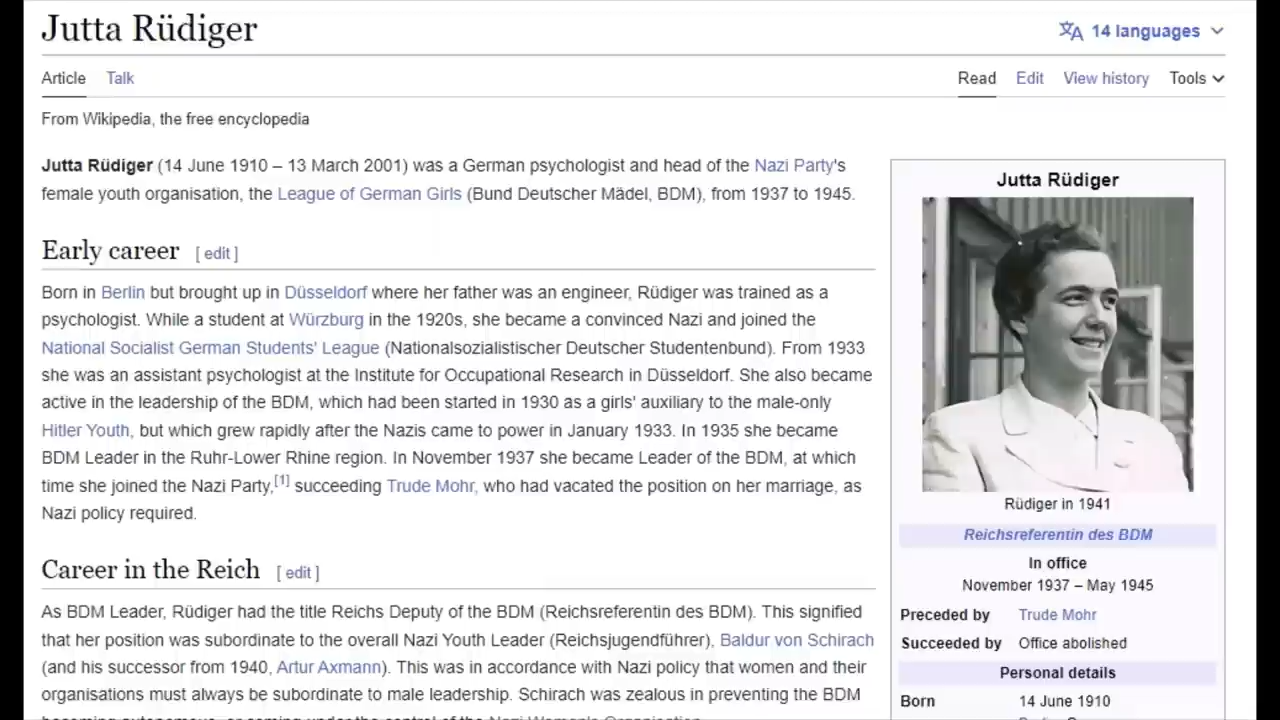 Jutta Rüdiger
14 languages
Article Talk
Read Edit View history Tools
From Wikipedia, the free encyclopedia
Jutta Rüdiger (14 June 1910 – 13 March 2001) was a German psychologist and head of the Nazi Party's
female youth organisation, the League of German Girls (Bund Deutscher Mädel, BDM), from 1937 to 1945.
Early career [ edit ]
Born in Berlin but brought up in Düsseldorf where her father was an engineer, Rüdiger was trained as a
psychologist. While a student at Würzburg in the 1920s, she became a convinced Nazi and joined the
National Socialist German Students' League (Nationalsozialistischer Deutscher Studentenbund). From 1933
she was an assistant psychologist at the Institute for Occupational Research in Düsseldorf. She also became
active in the leadership of the BDM, which had been started in 1930 as a girls' auxiliary to the male-only
Hitler Youth, but which grew rapidly after the Nazis came to power in January 1933. In 1935 she became
BDM Leader in the Ruhr-Lower Rhine region. In November 1937 she became Leader of the BDM, at which
time she joined the Nazi Party,[1] succeeding Trude Mohr, who had vacated the position on her marriage, as
Nazi policy required.
Career in the Reich [ edit ]
As BDM Leader, Rüdiger had the title Reichs Deputy of the BDM (Reichsreferentin des BDM). This signified
that her position was subordinate to the overall Nazi Youth Leader (Reichsjugendführer), Baldur von Schirach
(and his successor from 1940, Artur Axmann). This was in accordance with Nazi policy that women and their
organisations must always be subordinate to male leadership. Schirach was zealous in preventing the BDM
Jutta Rüdiger
Rüdiger in 1941
Reichsreferentin des BDM
In office
November 1937 – May 1945
Preceded by Trude Mohr
Succeeded by Office abolished
Personal details
Born 14 June 1910